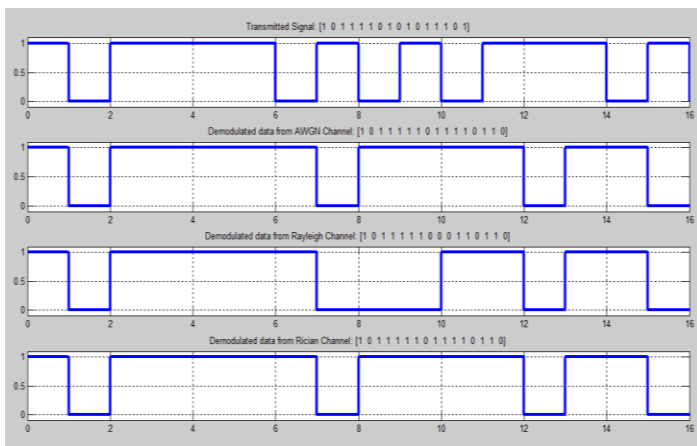 Transmitted Signal: [1 0 1 1 1 1 0 1 0 1 0 1 1 1 0 1]
1
0.5
0
0 2 4 6 8 10 12 14 16
Demodulated data from AWGN Channel: [1 0 1 1 1 1 1 0 1 1 1 1 0 1 1 0]
1
0.5
0
0 2 4 6 8 10 12 14 16
Demodulated data from Rayleigh Channel: [1 0 1 1 1 1 1 0 0 0 1 1 0 1 1 0]
1
0.5
0
0 2 4 6 8 10 12 14 16
Demodulated data from Rician Channel: [1 0 1 1 1 1 1 0 1 1 1 1 0 1 1 0]
1
0.5
0
0 2 4 6 8 10 12 14 16